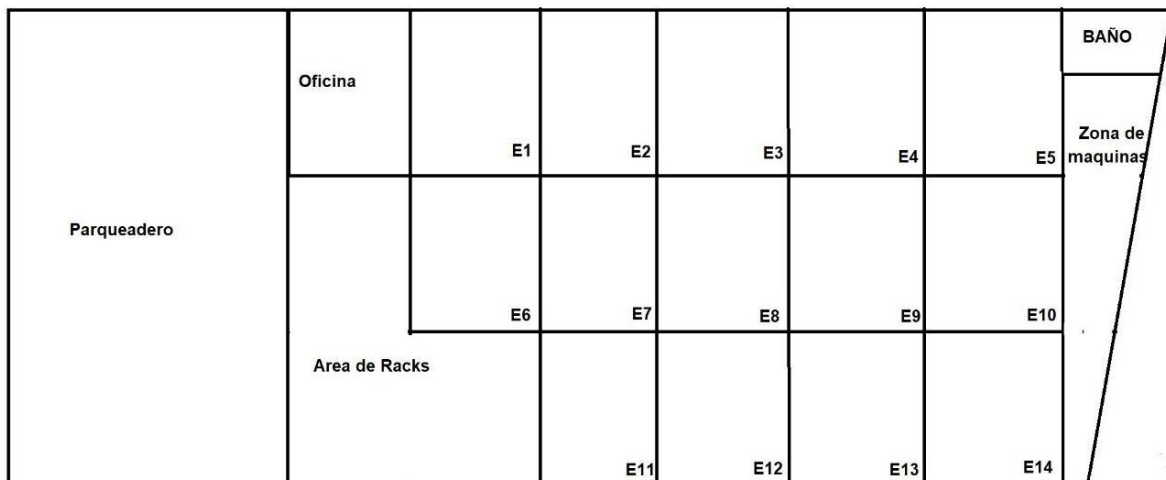 BAÑO
Oficina
Zona de
maquinas
E1
E2
E3
E4
E5
Parqueadero
E6
E7
E8
E9
E10
Area de Racks
E11
E12
E13
E14